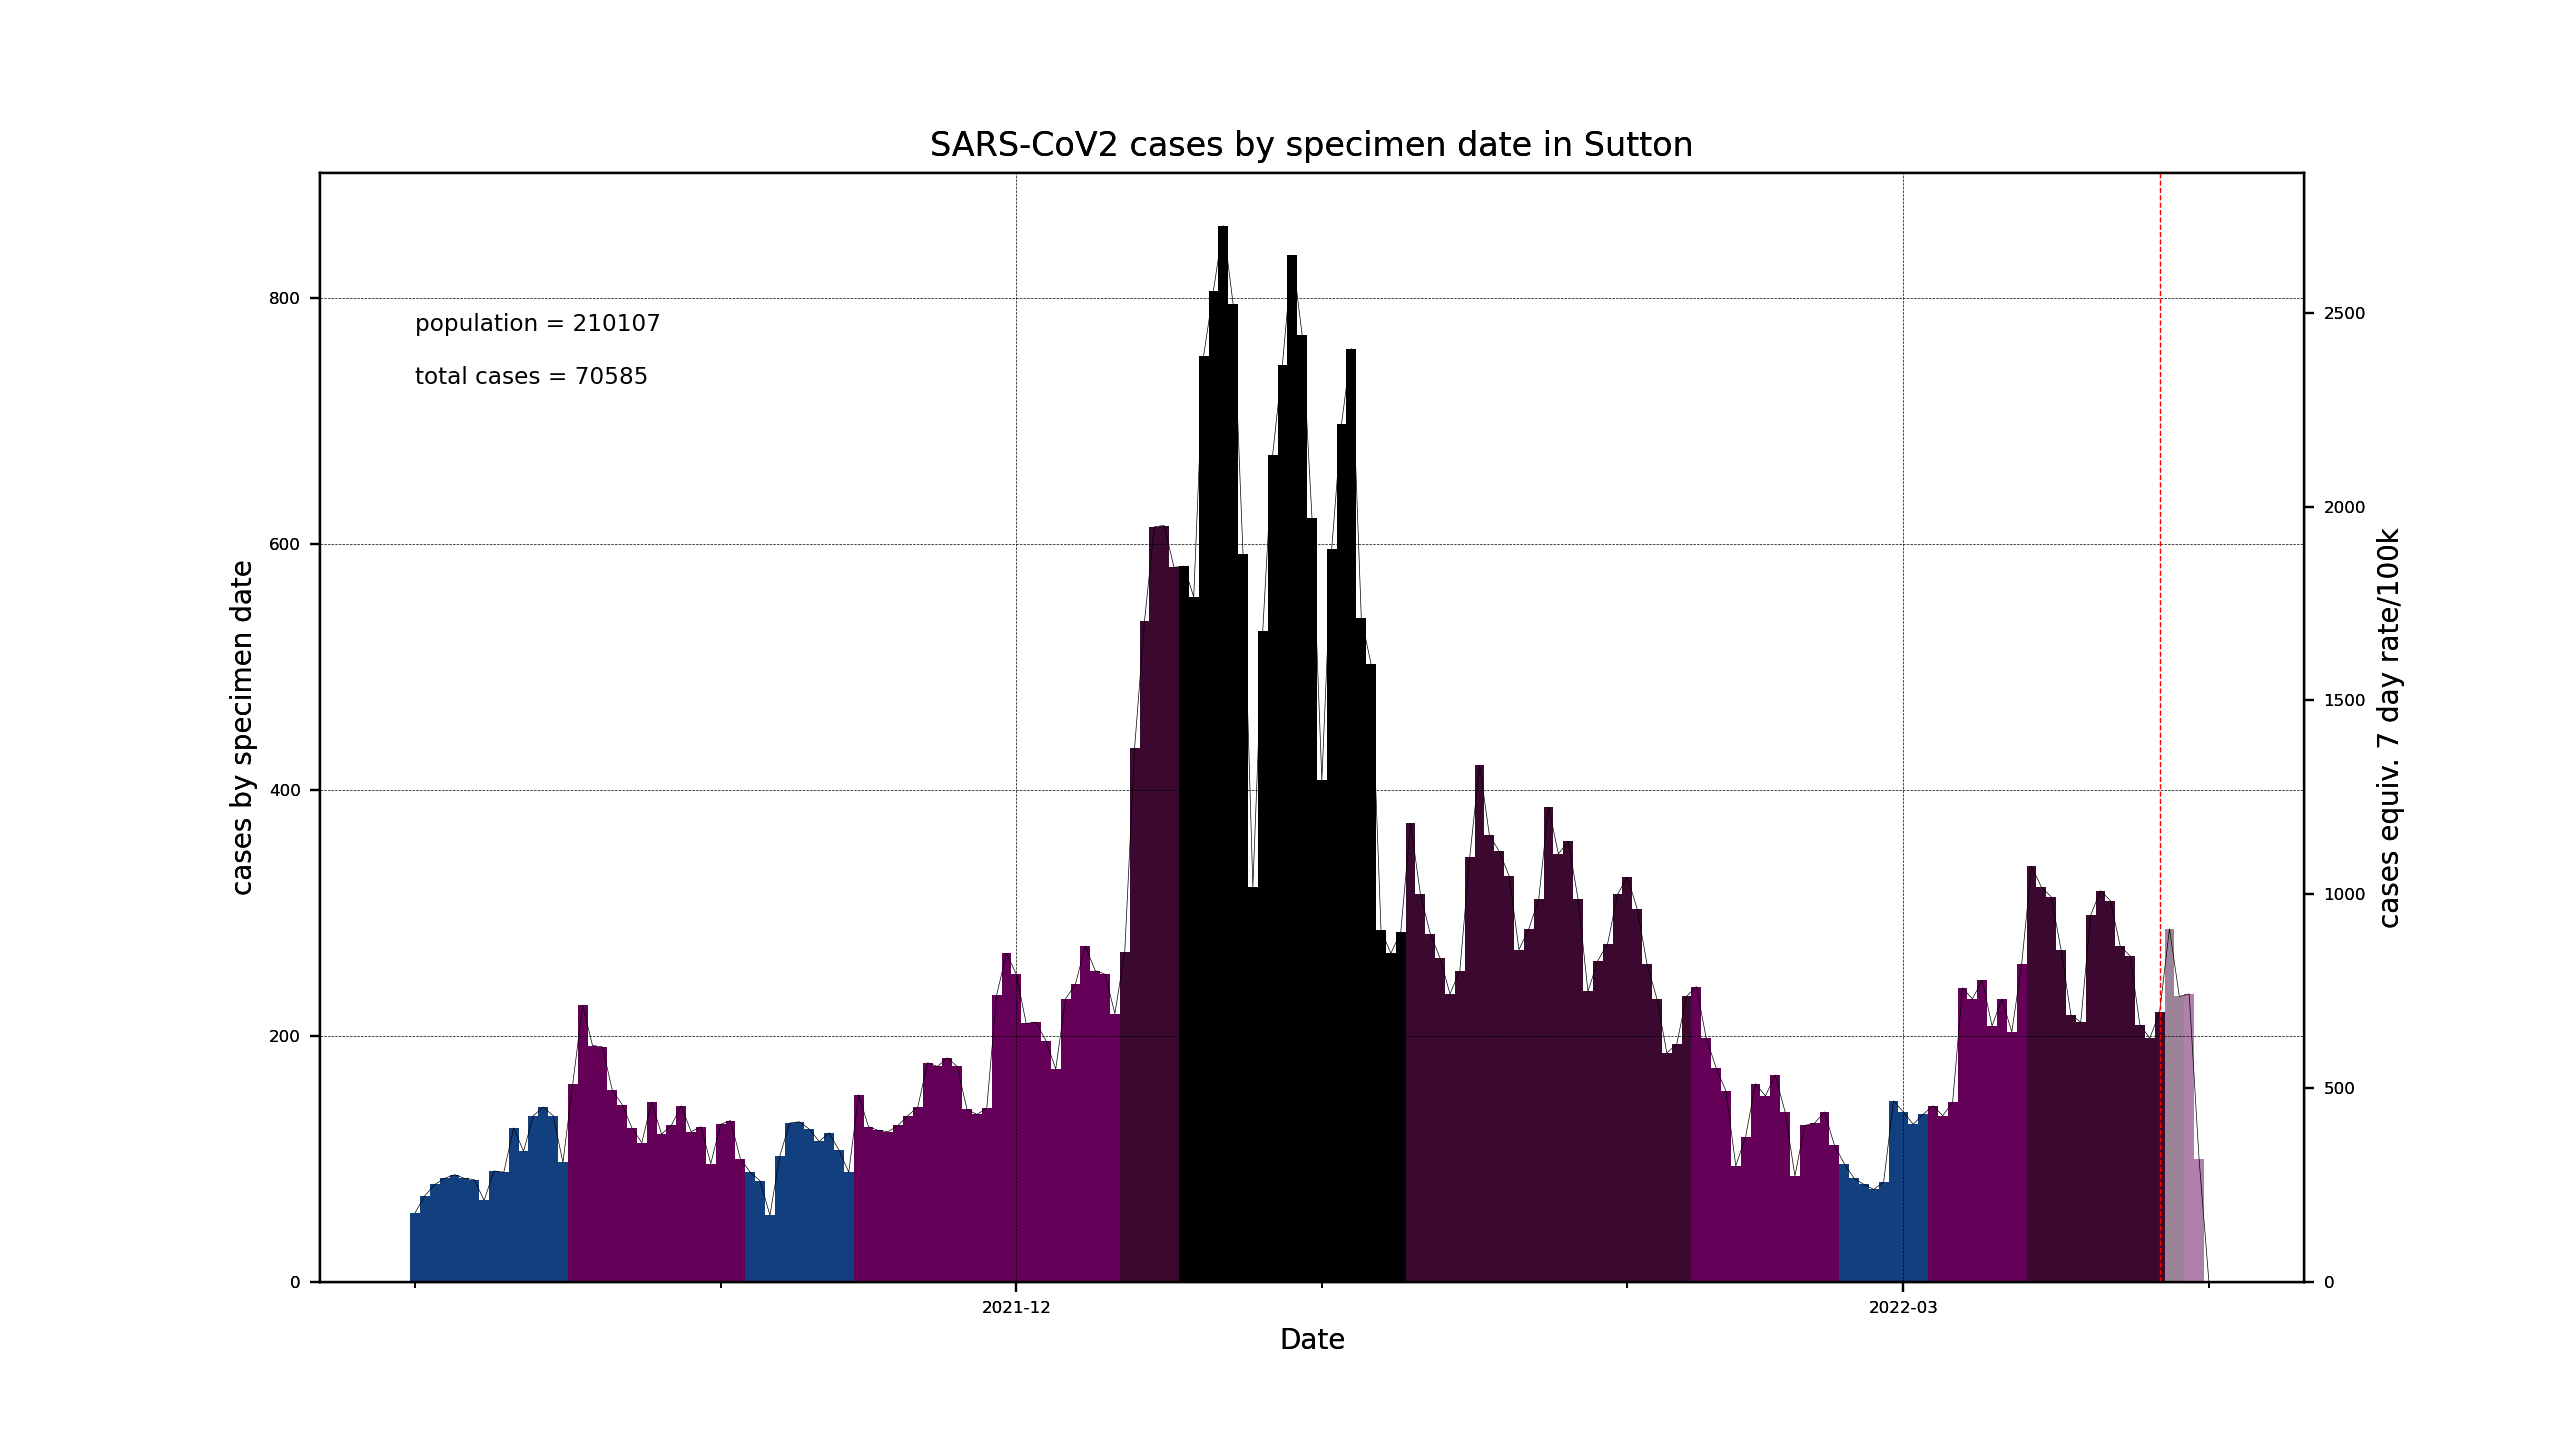 SARS-CoV2 cases by specimen date in Sutton
population = 210107
total cases = 70585
cases by specimen date
800
600
400
200
0
cases equiv. 7 day rate/100k
2500
2000
1500
1000
500
0
2021-12
2022-03
Date